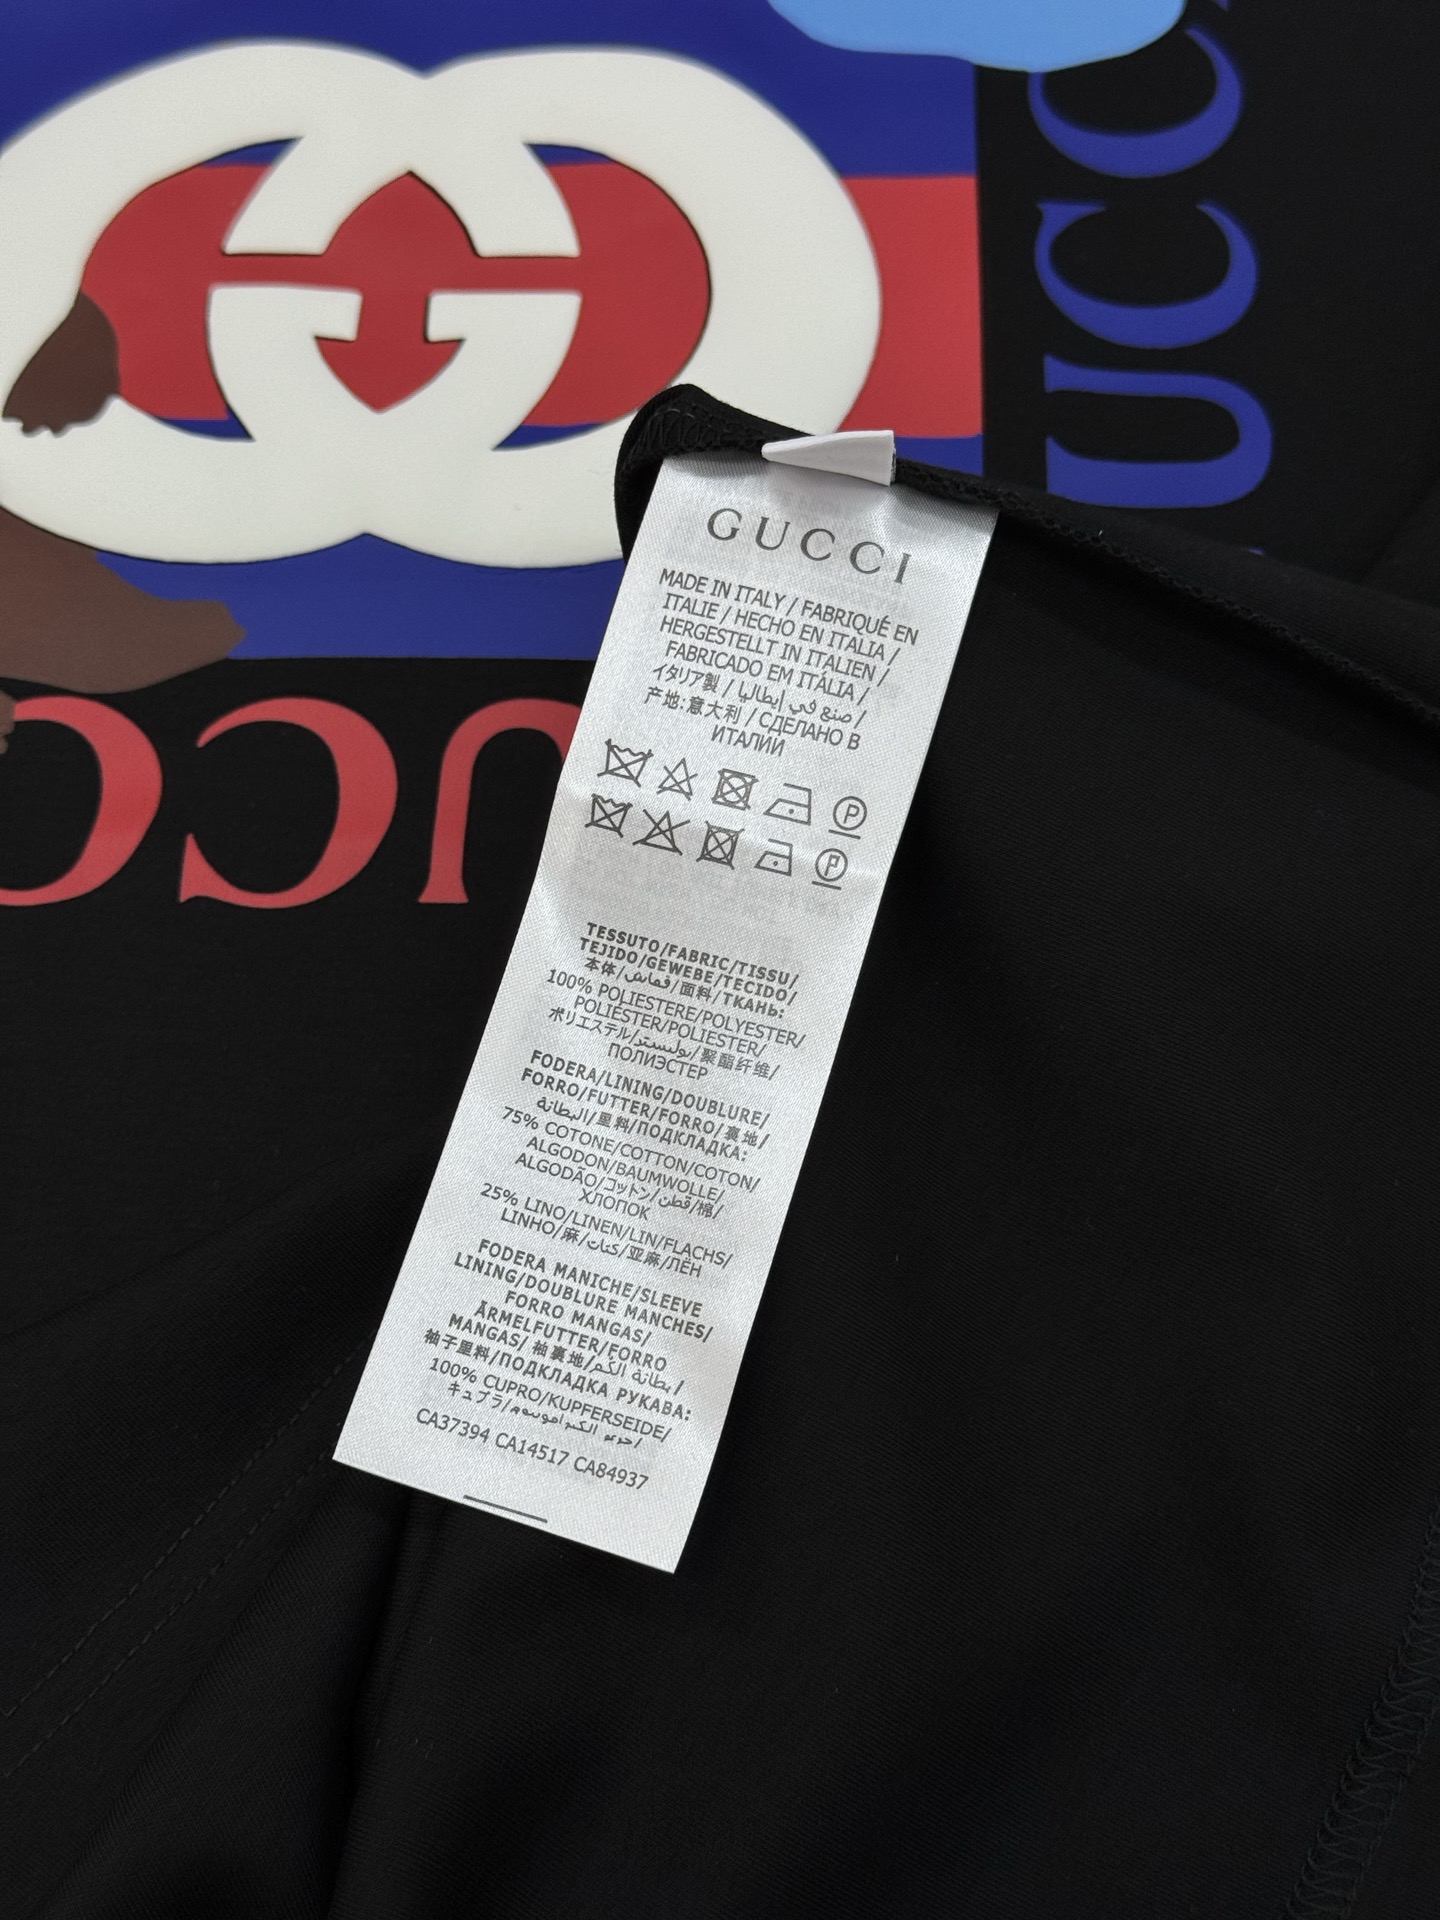 UCC
UCC
GUCCI
MADE IN ITALY / FABRIQUÉ EN
ITALIE / HECHO EN ITALIA /
HERGESTELLT IN ITALIEN /
FABRICADO EM ITÁLIA /
イタリア製 / صنع في إيطاليا /
产地:意大利 / СДЕЛАНО В
ИТАЛИИ
P
P
TESSUTO/FABRIC/TISSU/
TEJIDO/GEWEBE/TECIDO/
本体/قماش/面料/ТКАНЬ:
100% POLIESTERE/POLYESTER/
POLIÉSTER/POLIESTER/
ポリエステル/بوليستر/聚酯纤维/
ПОЛИЭСТЕР
FODERA/LINING/DOUBLURE/
FORRO/FUTTER/FORRO/裏地/
البطانة/里料/ПОДКЛАДКА:
75% COTONE/COTTON/COTON/
ALGODON/BAUMWOLLE/
ALGODÃO/コットン/قطن/棉/
ХЛОПОК
25% LINO/LINEN/LIN/FLACHS/
LINHO/麻/كتان/亚麻/ЛЁН
FODERA MANICHE/SLEEVE
LINING/DOUBLURE MANCHES/
FORRO MANGAS/
ÄRMELFUTTER/FORRO
MANGAS/ 袖裏地/بطانة الكم/
袖子里料/ПОДКЛАДКА РУКАВА:
100% CUPRO/KUPFERSEIDE/
キュプラ/
CA37394 CA14517 CA84937